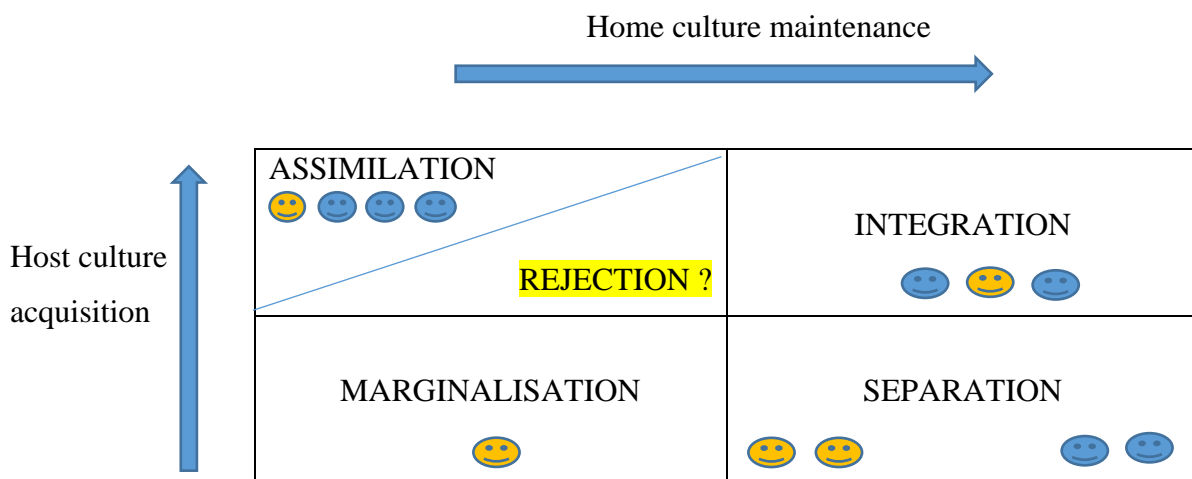 Home culture maintenance
ASSIMILATION
INTEGRATION
Host culture
acquisition
REJECTION ?
MARGINALISATION
SEPARATION